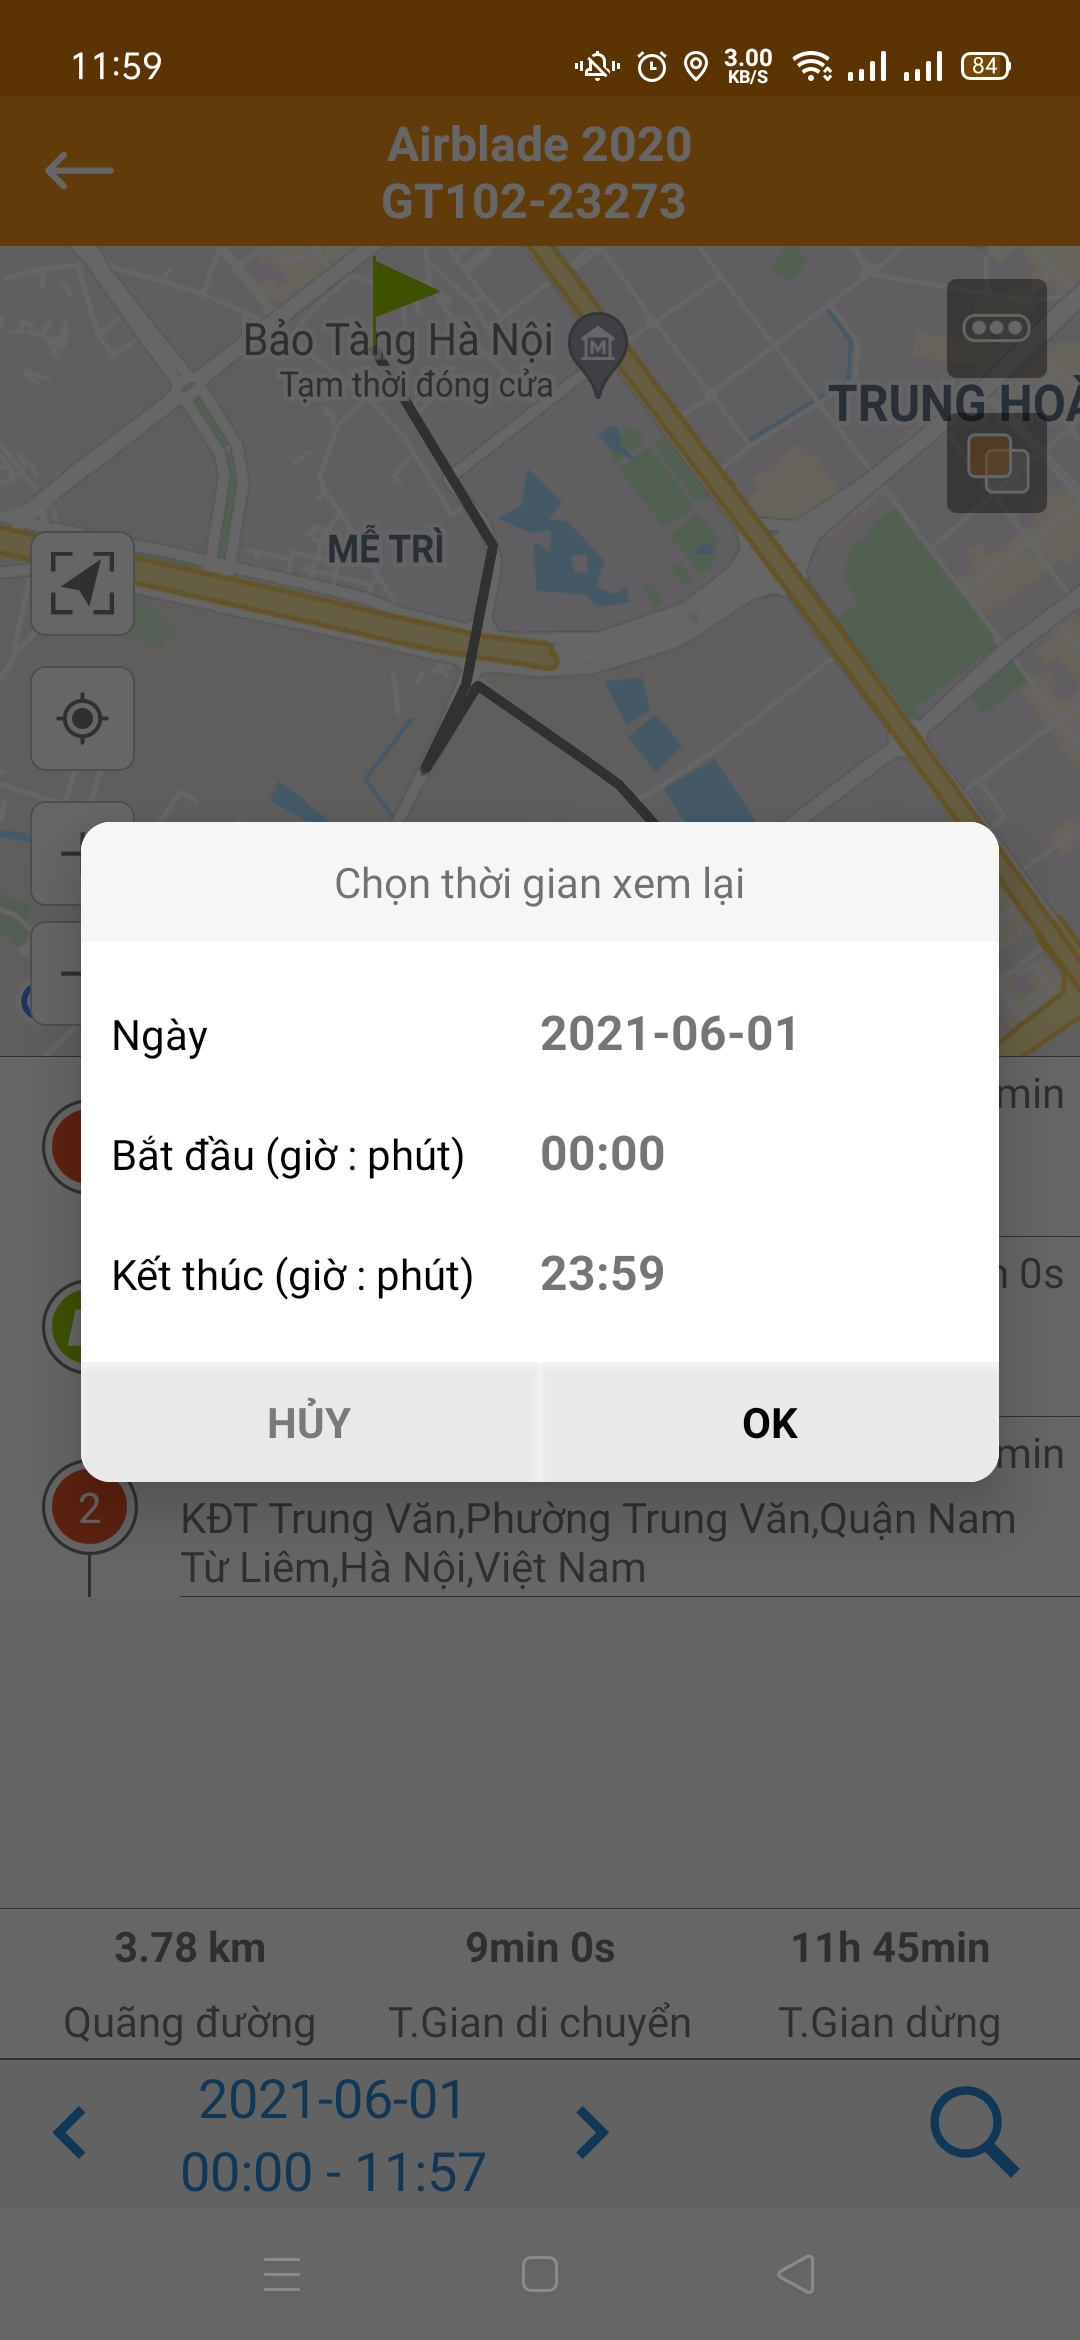 11:59
3.00
KB/S
84
Airblade 2020
GT102-23273
Bảo Tàng Hà Nội
Tạm thời đóng cửa
TRUNG HOÀ
MỄ TRÌ
Chọn thời gian xem lại
Ngày 2021-06-01
Bắt đầu (giờ : phút) 00:00
Kết thúc (giờ : phút) 23:59
HỦY OK
min
0s
min
2
KĐT Trung Văn,Phường Trung Văn,Quận Nam
Từ Liêm,Hà Nội,Việt Nam
3.78 km 9min 0s 11h 45min
Quãng đường T.Gian di chuyển T.Gian dừng
2021-06-01
00:00 - 11:57